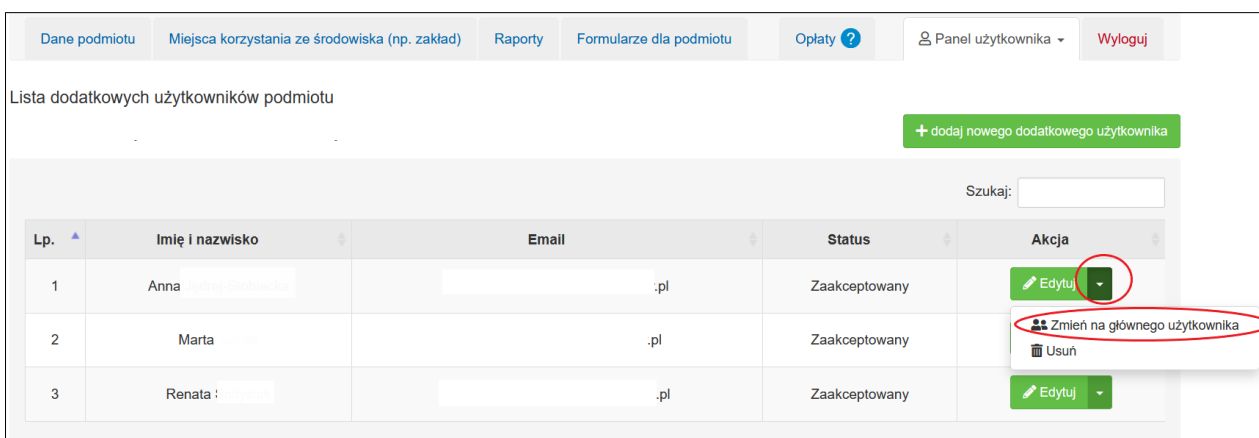 Dane podmiotu Miejsca korzystania ze środowiska (np. zakład) Raporty Formularze dla podmiotu Opłaty ? Panel użytkownika Wyloguj
Lista dodatkowych użytkowników podmiotu
+ dodaj nowego dodatkowego użytkownika
Szukaj:
Lp. Imię i nazwisko Email Status Akcja
1 Anna .pl Zaakceptowany Edytuj
Zmień na głównego użytkownika
2 Marta .pl Zaakceptowany
Usuń
3 Renata .pl Zaakceptowany Edytuj